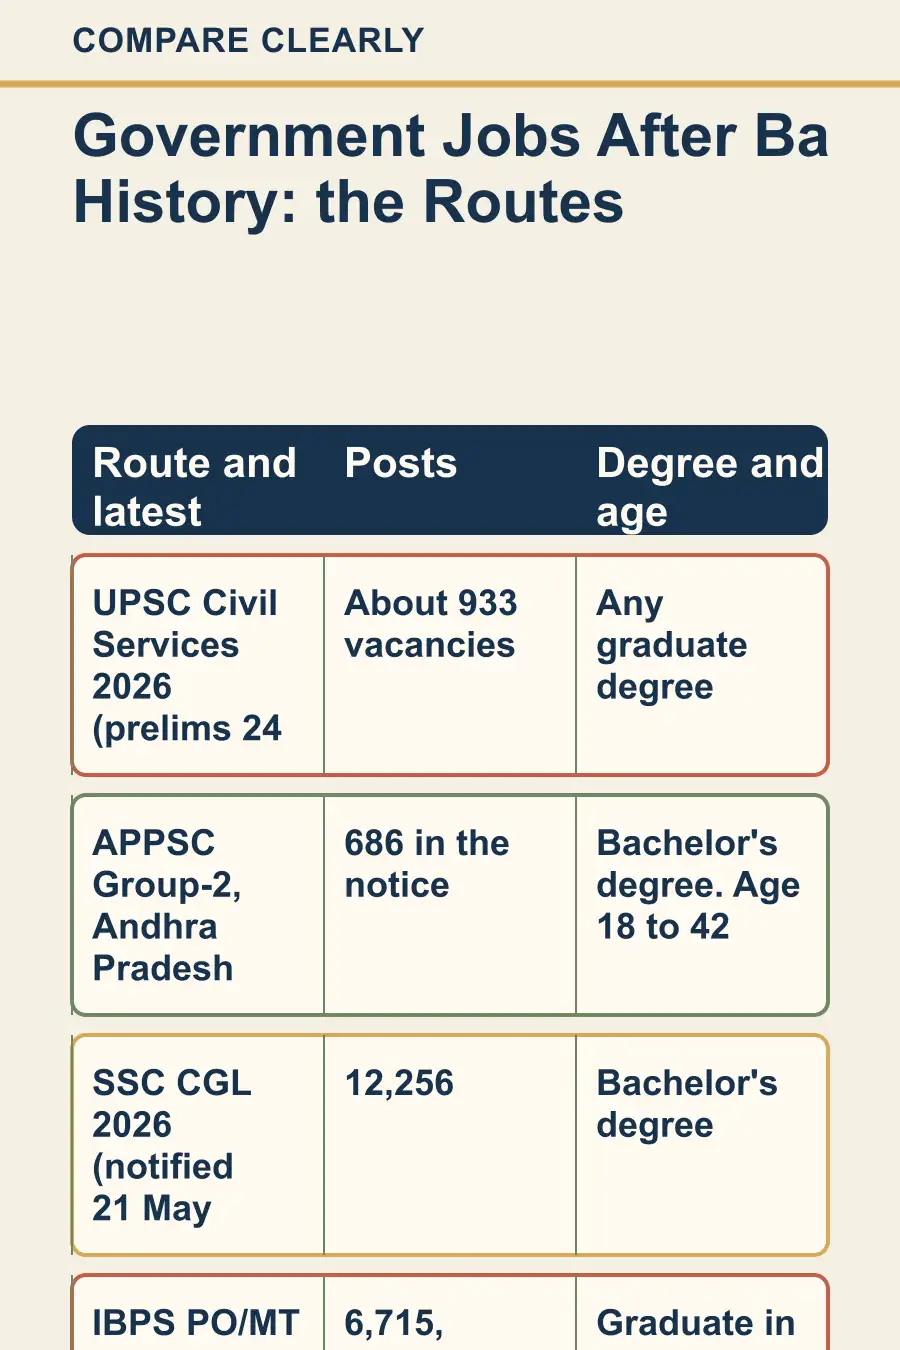 COMPARE CLEARLY
Government Jobs After Ba
History: the Routes
Route and
latest
Posts
Degree and
age
UPSC Civil
Services
2026
(prelims 24
About 933
vacancies
Any
graduate
degree
APPSC
Group-2,
Andhra
Pradesh
686 in the
notice
Bachelor's
degree. Age
18 to 42
SSC CGL
2026
(notified
21 May
12,256
Bachelor's
degree
IBPS PO/MT
6,715,
Graduate in